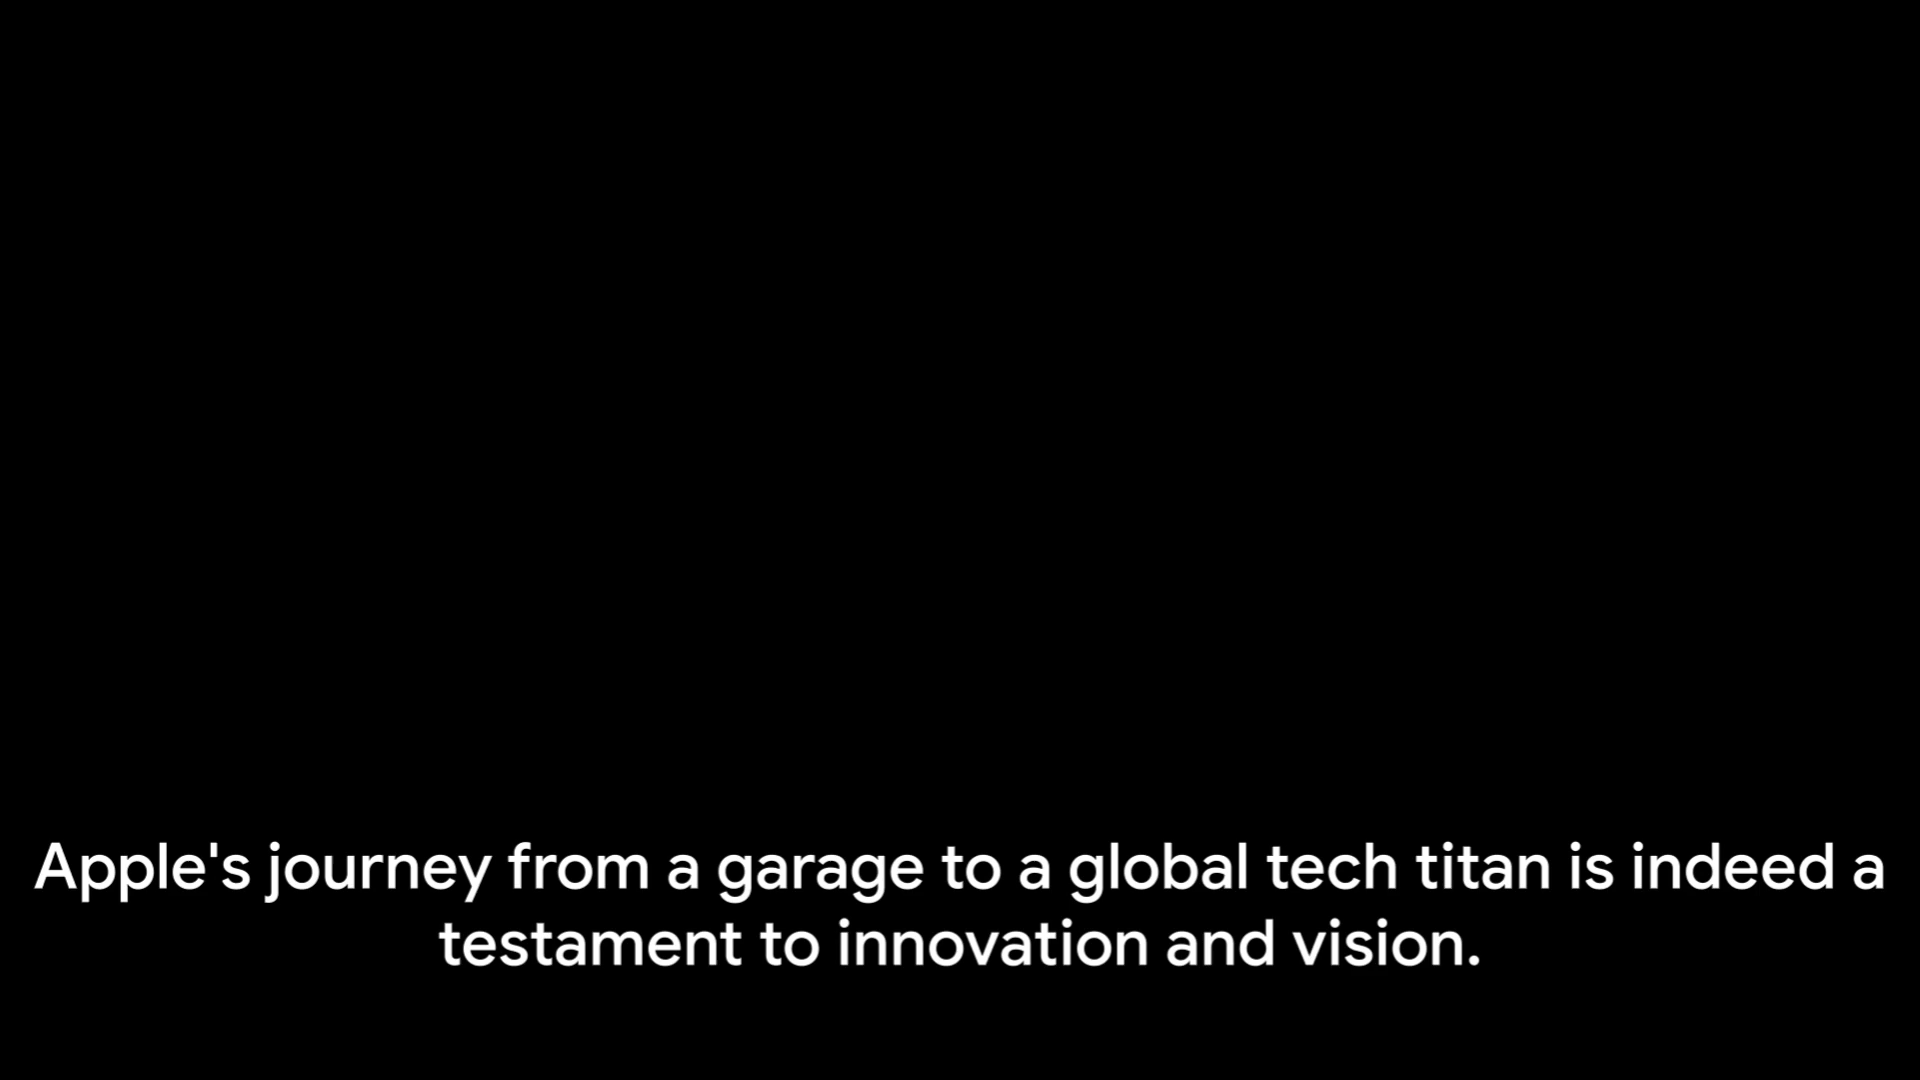 Apple's journey from a garage to a global tech titan is indeed a
testament to innovation and vision.